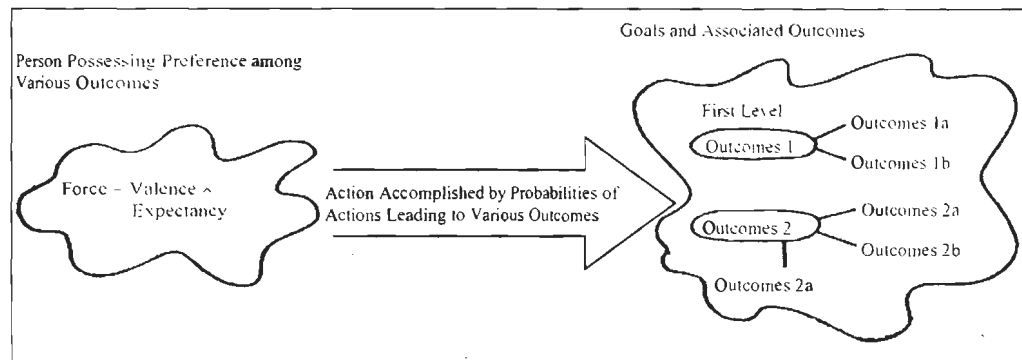 Goals and Associated Outcomes
Person Possessing Preference among
Various Outcomes
First Level
Outcomes 1
Outcomes 1a
Outcomes 1b
Force = Valence ×
Expectancy
Action Accomplished by Probabilities of
Actions Leading to Various Outcomes
Outcomes 2
Outcomes 2a
Outcomes 2b
Outcomes 2a